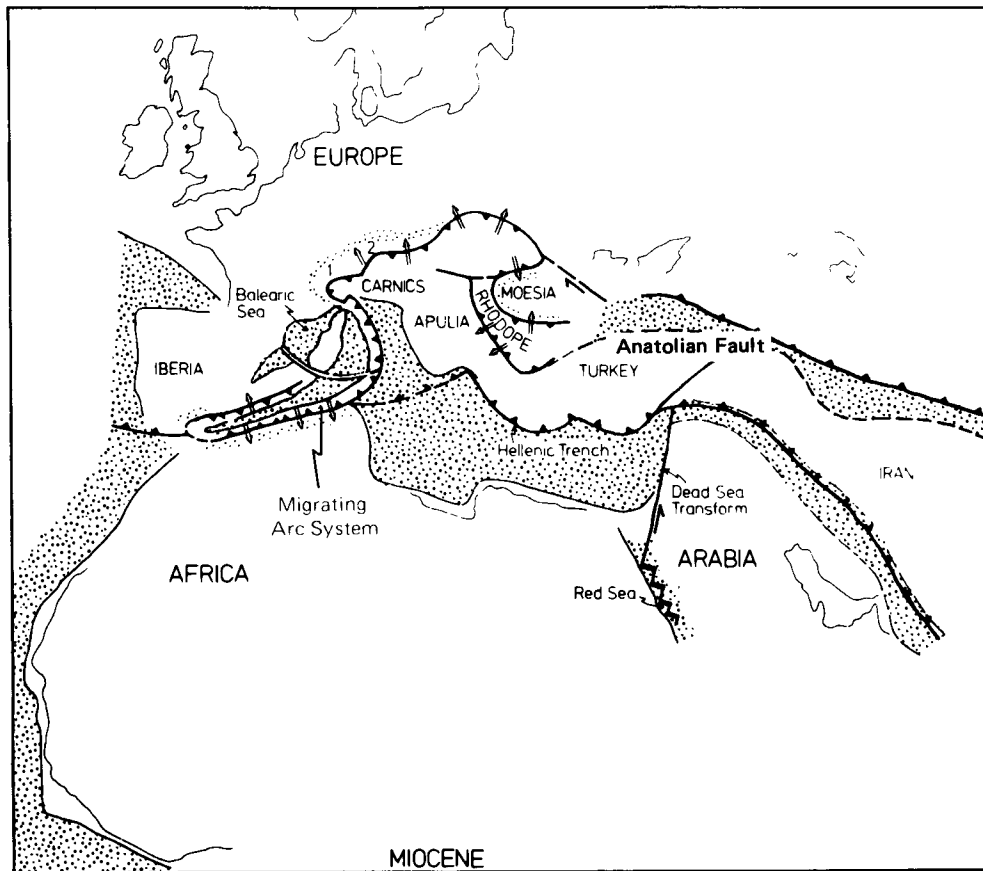 EUROPE
1
2
CARNICS
MOESIA
Balearic
Sea
RHODOPE
APULIA
Anatolian Fault
IBERIA
TURKEY
Hellenic Trench
IRAN
Dead Sea
Transform
Migrating
Arc System
ARABIA
AFRICA
Red Sea
MIOCENE